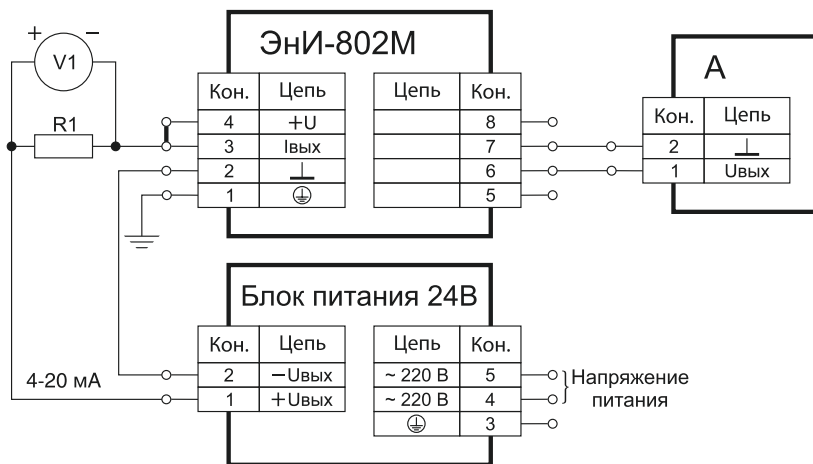 + −
V1
R1
ЭнИ-802М
Кон. Цепь
4 +U
3 Iвых
2
1
Цепь Кон.
8
7
6
5
А
Кон. Цепь
2
1 Uвых
4-20 мА
Блок питания 24В
Кон. Цепь
2 −Uвых
1 +Uвых
Цепь Кон.
~ 220 В 5
~ 220 В 4
3
Напряжение
питания